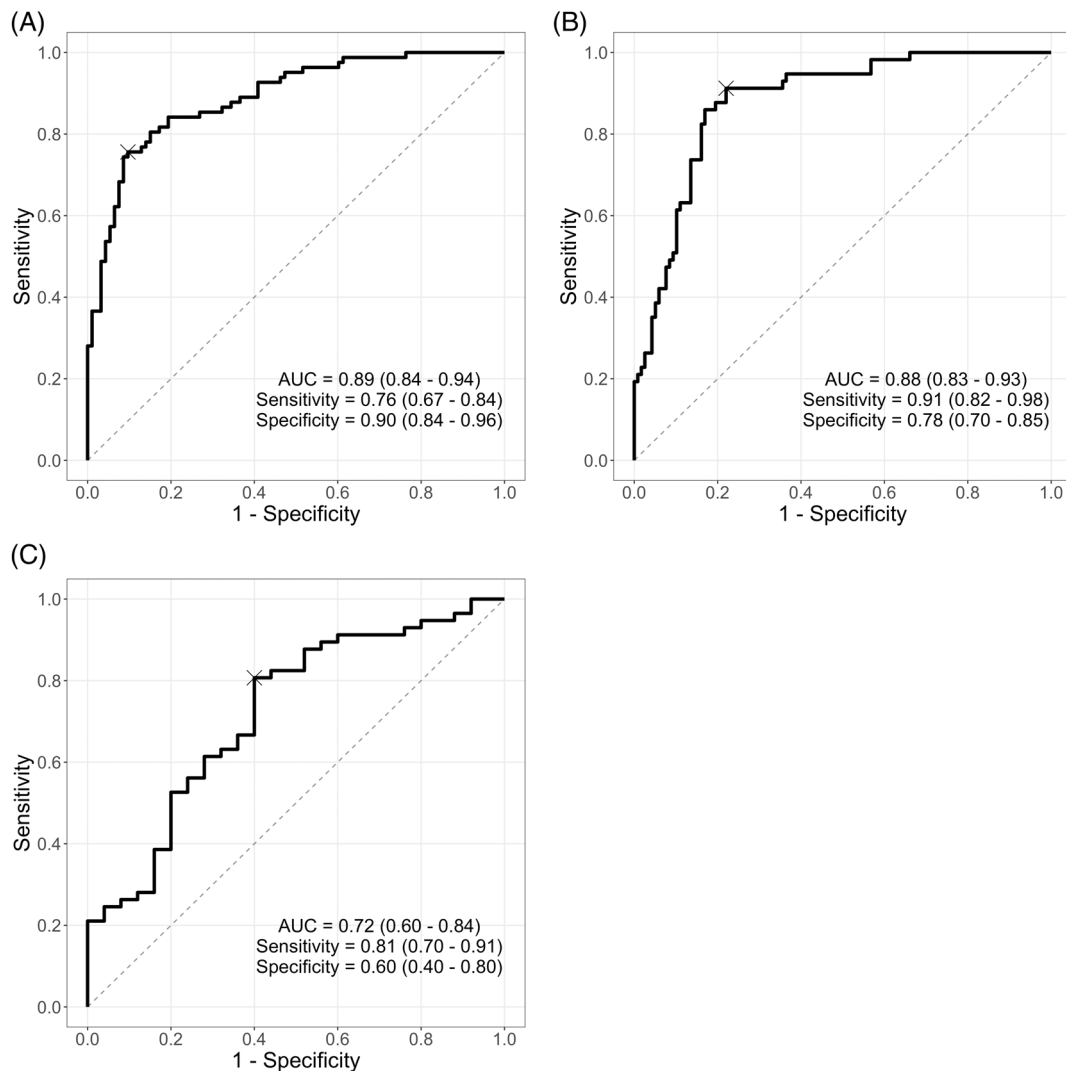 (A)
1.0
0.8
0.6
0.4
0.2
0.0
Sensitivity
AUC = 0.89 (0.84 - 0.94)
Sensitivity = 0.76 (0.67 - 0.84)
Specificity = 0.90 (0.84 - 0.96)
0.0 0.2 0.4 0.6 0.8 1.0
1 - Specificity
(B)
1.0
0.8
0.6
0.4
0.2
0.0
Sensitivity
AUC = 0.88 (0.83 - 0.93)
Sensitivity = 0.91 (0.82 - 0.98)
Specificity = 0.78 (0.70 - 0.85)
0.0 0.2 0.4 0.6 0.8 1.0
1 - Specificity
(C)
1.0
0.8
0.6
0.4
0.2
0.0
Sensitivity
AUC = 0.72 (0.60 - 0.84)
Sensitivity = 0.81 (0.70 - 0.91)
Specificity = 0.60 (0.40 - 0.80)
0.0 0.2 0.4 0.6 0.8 1.0
1 - Specificity